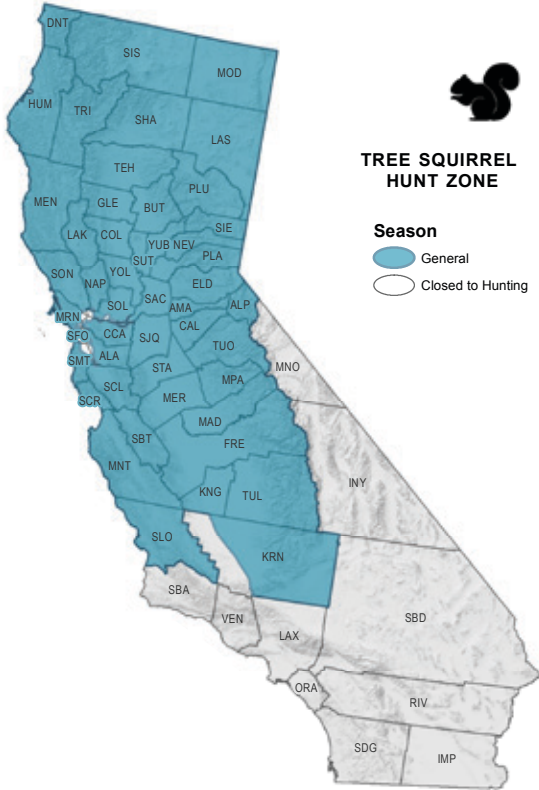 DNT
SIS
MOD
HUM
TRI
SHA
LAS
TREE SQUIRREL
HUNT ZONE
TEH
PLU
MEN
GLE
BUT
Season
General
Closed to Hunting
LAK
COL
SIE
YUB NEV
SUT
PLA
SON
NAP
YOL
ELD
SOL
SAC
AMA
ALP
MRN
SFO
CCA
SJQ
CAL
TUO
SMT
ALA
STA
MNO
SCL
MPA
SCR
MER
MAD
SBT
FRE
MNT
KNG
TUL
INY
SLO
KRN
SBA
VEN
LAX
SBD
ORA
RIV
SDG
IMP